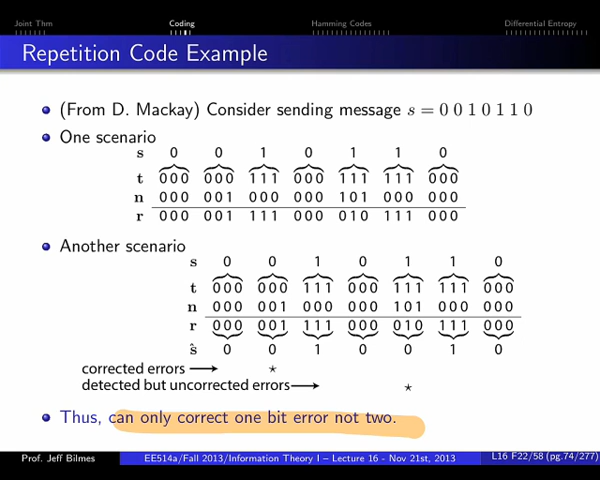 Joint Thm Coding Hamming Codes Differential Entropy
Repetition Code Example
(From D. Mackay) Consider sending message s = 0 0 1 0 1 1 0
One scenario
s 0 0 1 0 1 1 0
t 000 000 111 000 111 111 000
n 000 001 000 000 101 000 000
r 000 001 111 000 010 111 000
Another scenario
s 0 0 1 0 1 1 0
t 000 000 111 000 111 111 000
n 000 001 000 000 101 000 000
r 000 001 111 000 010 111 000
ŝ 0 0 1 0 0 1 0
corrected errors → ⋆
detected but uncorrected errors → ⋆
Thus, can only correct one bit error not two.
Prof. Jeff Bilmes EE514a/Fall 2013/Information Theory I – Lecture 16 - Nov 21st, 2013 L16 F22/58 (pg.74/277)